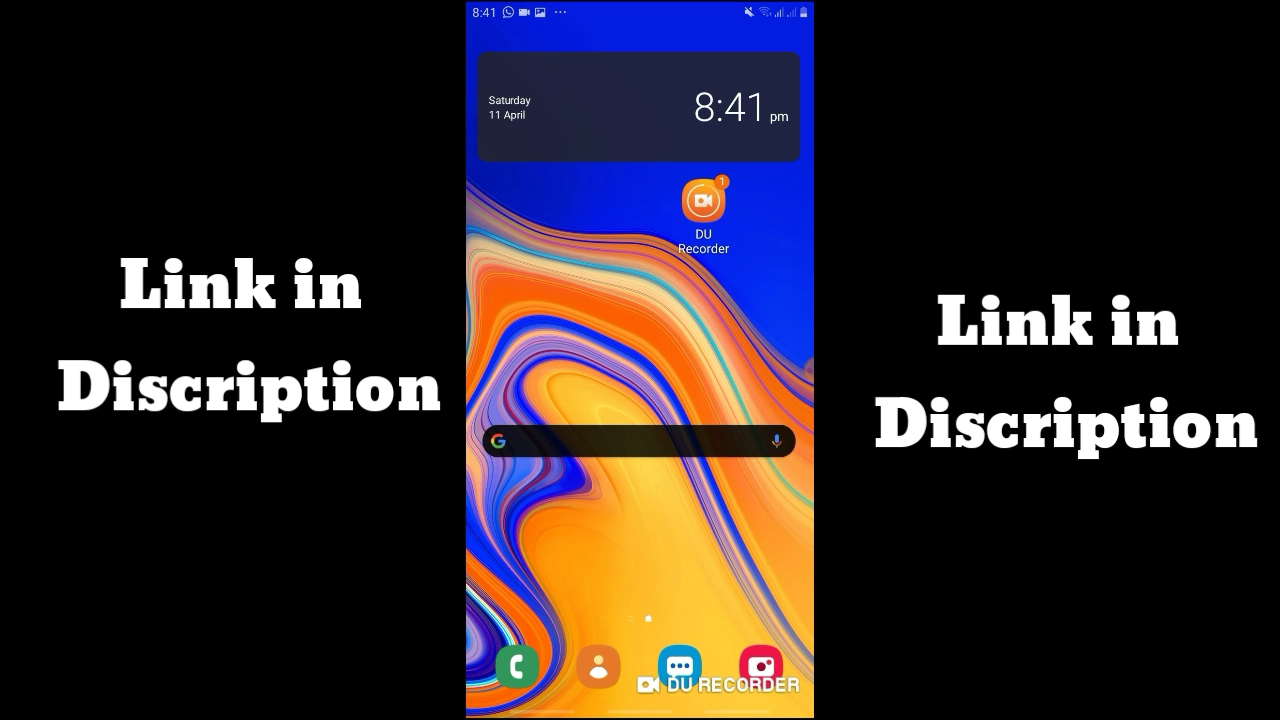 8:41
Saturday
11 April
8:41 pm
1
DU
Recorder
Link in
Discription
Link in
Discription
G
DU RECORDER